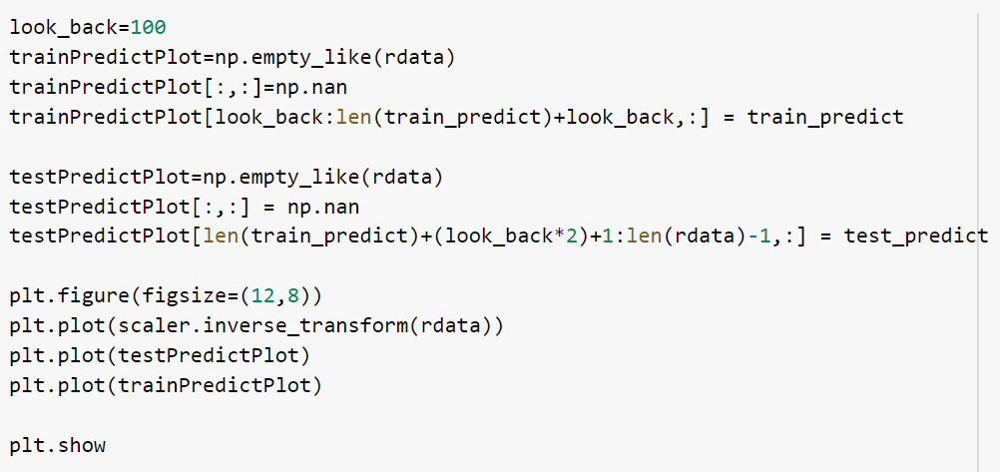 look_back=100
trainPredictPlot=np.empty_like(rdata)
trainPredictPlot[:,:]=np.nan
trainPredictPlot[look_back:len(train_predict)+look_back,:] = train_predict
testPredictPlot=np.empty_like(rdata)
testPredictPlot[:,:] = np.nan
testPredictPlot[len(train_predict)+(look_back*2)+1:len(rdata)-1,:] = test_predict
plt.figure(figsize=(12,8))
plt.plot(scaler.inverse_transform(rdata))
plt.plot(testPredictPlot)
plt.plot(trainPredictPlot)
plt.show